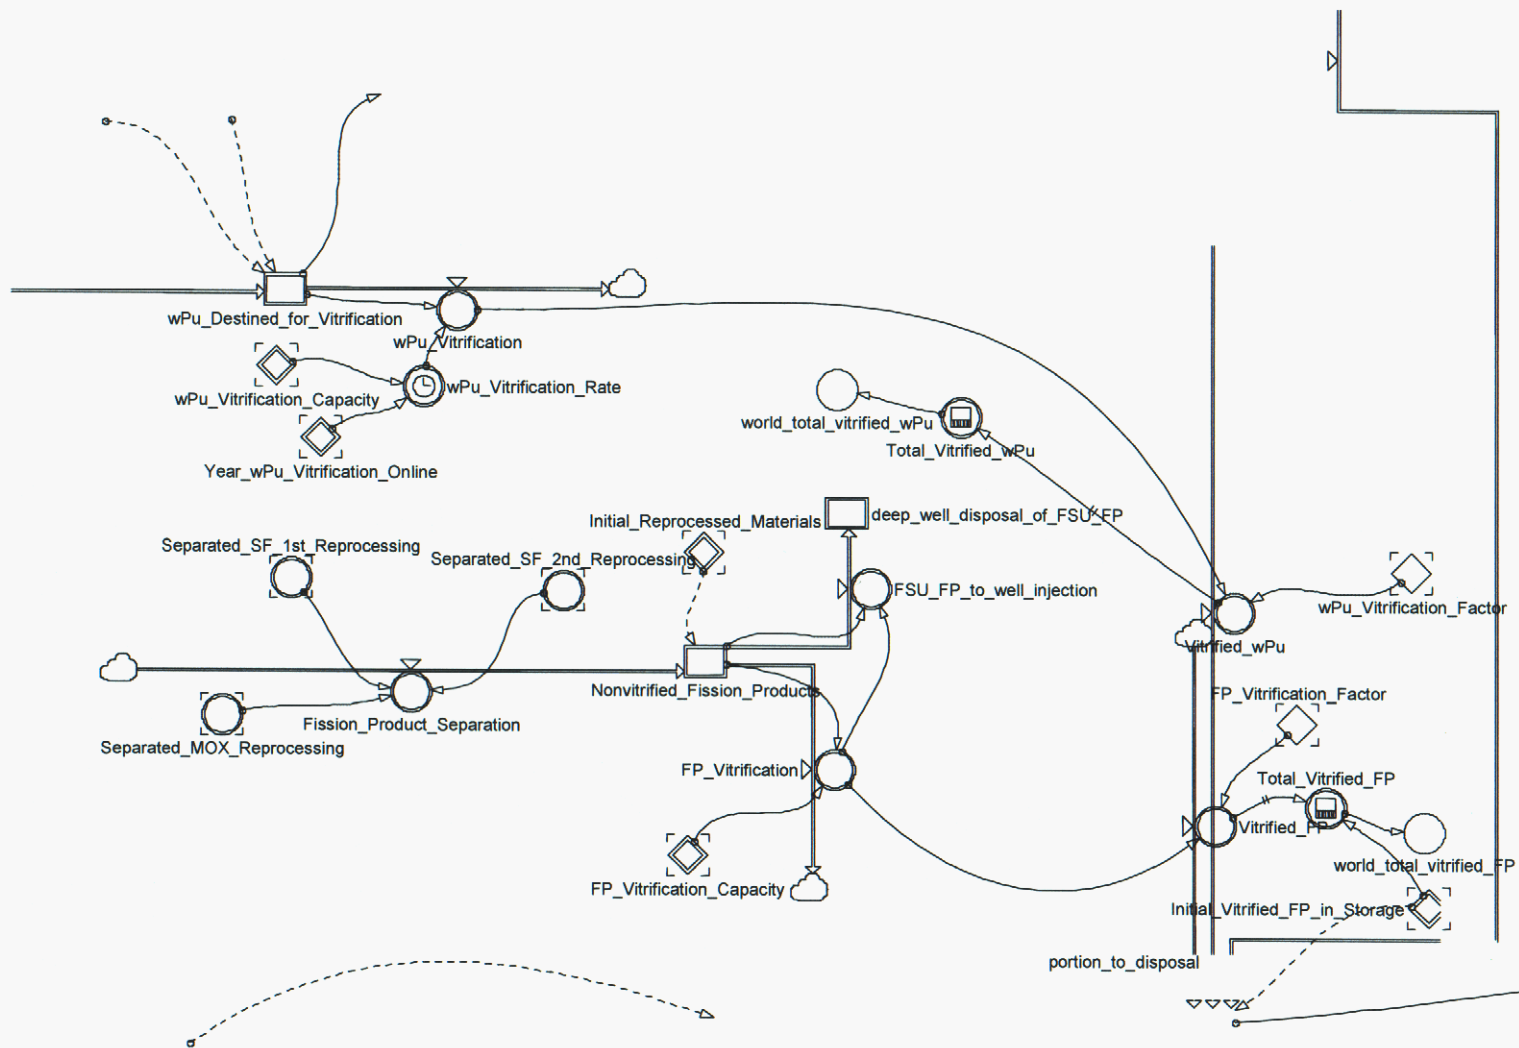 wPu_Destined_for_Vitrification
wPu_Vitrification
wPu_Vitrification_Rate
wPu_Vitrification_Capacity
Year_wPu_Vitrification_Online
world_total_vitrified_wPu
Total_Vitrified_wPu
Initial_Reprocessed_Materials
deep_well_disposal_of_FSU_FP
Separated_SF_1st_Reprocessing
Separated_SF_2nd_Reprocessing
FSU_FP_to_well_injection
wPu_Vitrification_Factor
Vitrified_wPu
Nonvitrified_Fission_Products
FP_Vitrification_Factor
Fission_Product_Separation
Separated_MOX_Reprocessing
FP_Vitrification
Total_Vitrified_FP
Vitrified_FP
world_total_vitrified_FP
FP_Vitrification_Capacity
Initial_Vitrified_FP_in_Storage
portion_to_disposal